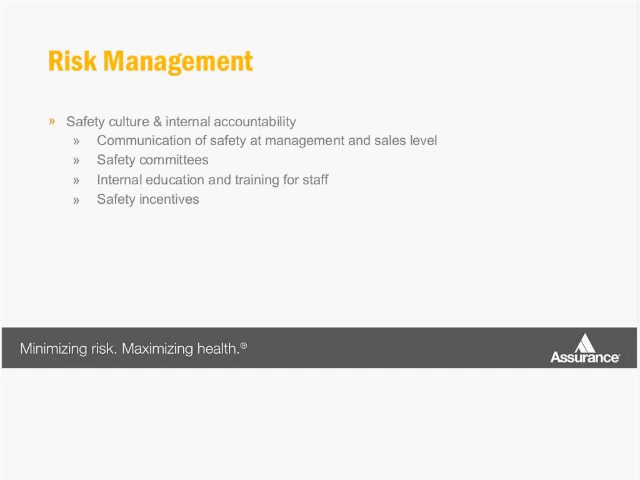 Risk Management
» Safety culture & internal accountability
» Communication of safety at management and sales level
» Safety committees
» Internal education and training for staff
» Safety incentives
Minimizing risk. Maximizing health.®
Assurance